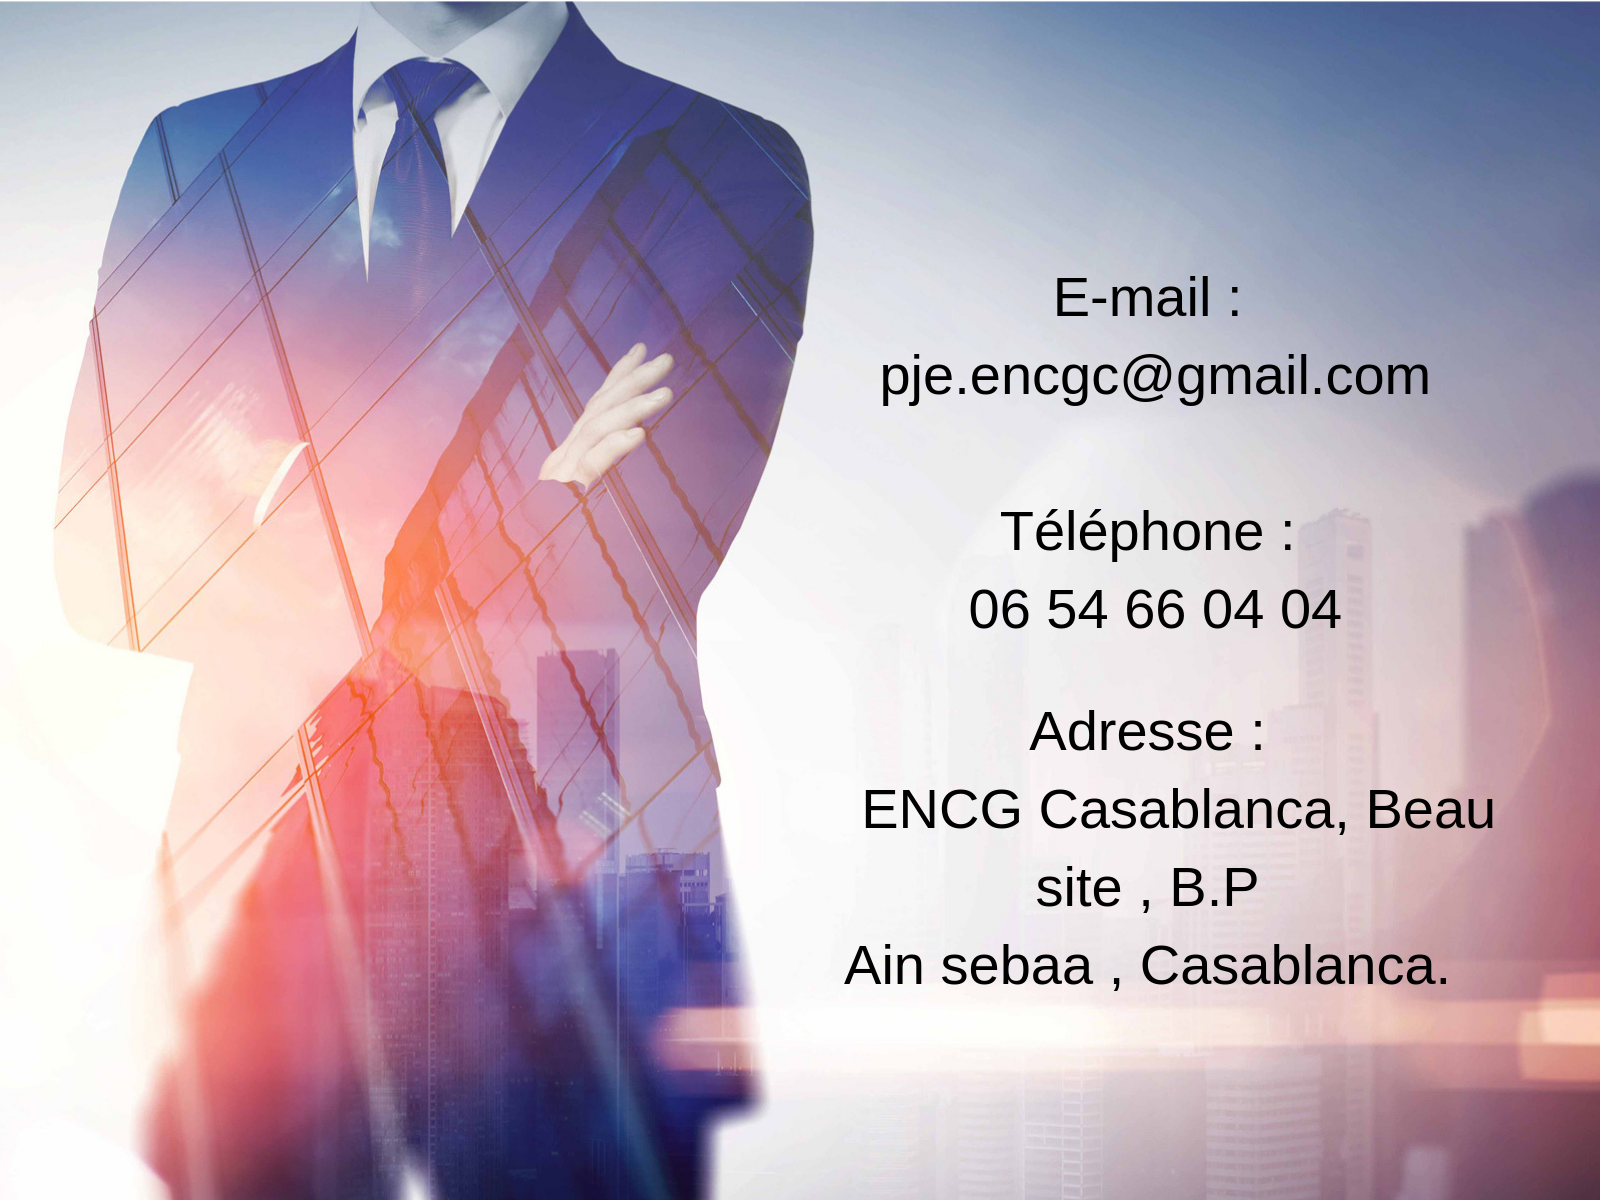 E-mail :
pje.encgc@gmail.com
Téléphone :
06 54 66 04 04
Adresse :
ENCG Casablanca, Beau
site , B.P
Ain sebaa , Casablanca.